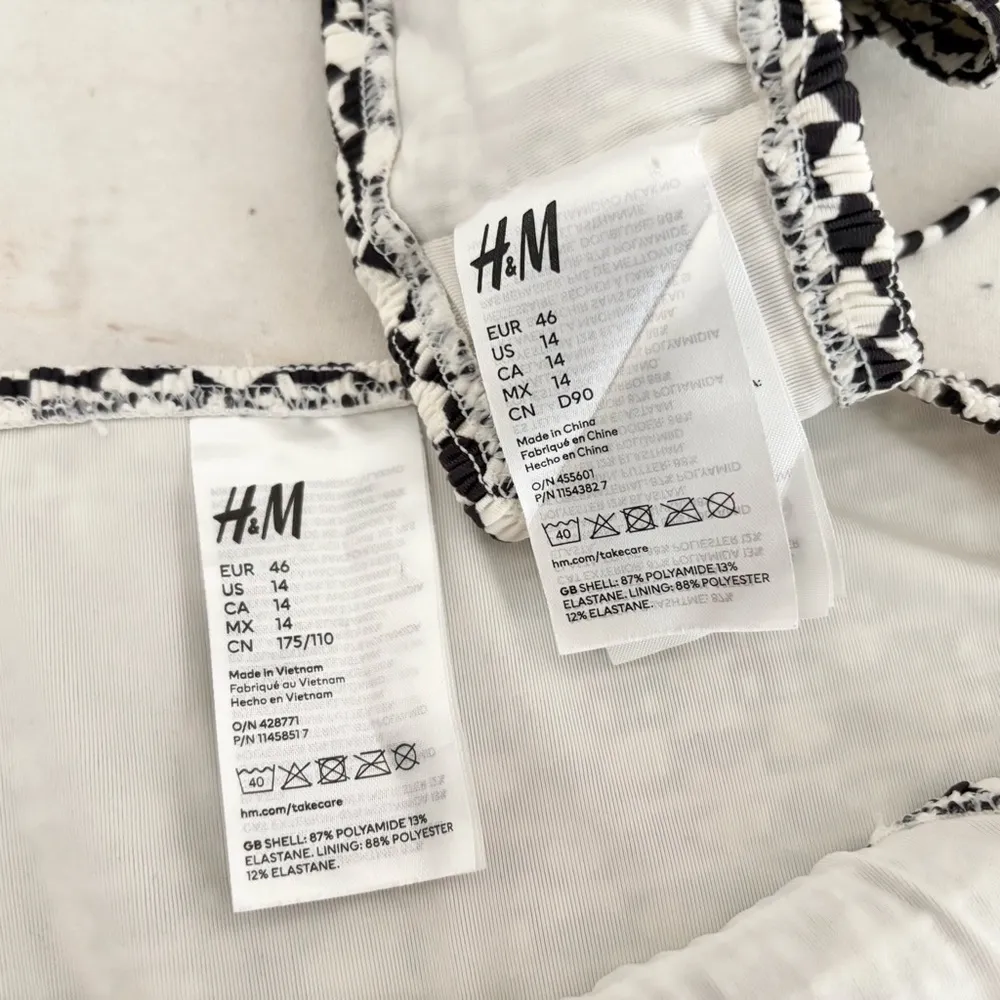 H&M
EUR 46
US 14
CA 14
MX 14
CN D90
Made in China
Fabriqué en Chine
Hecho en China
O/N 455601
P/N 1154382 7
40
hm.com/takecare
GB SHELL: 87% POLYAMIDE 13%
ELASTANE. LINING: 88% POLYESTER
12% ELASTANE.
H&M
EUR 46
US 14
CA 14
MX 14
CN 175/110
Made in Vietnam
Fabriqué au Vietnam
Hecho en Vietnam
O/N 428771
P/N 1145851 7
40
hm.com/takecare
GB SHELL: 87% POLYAMIDE 13%
ELASTANE. LINING: 88% POLYESTER
12% ELASTANE.